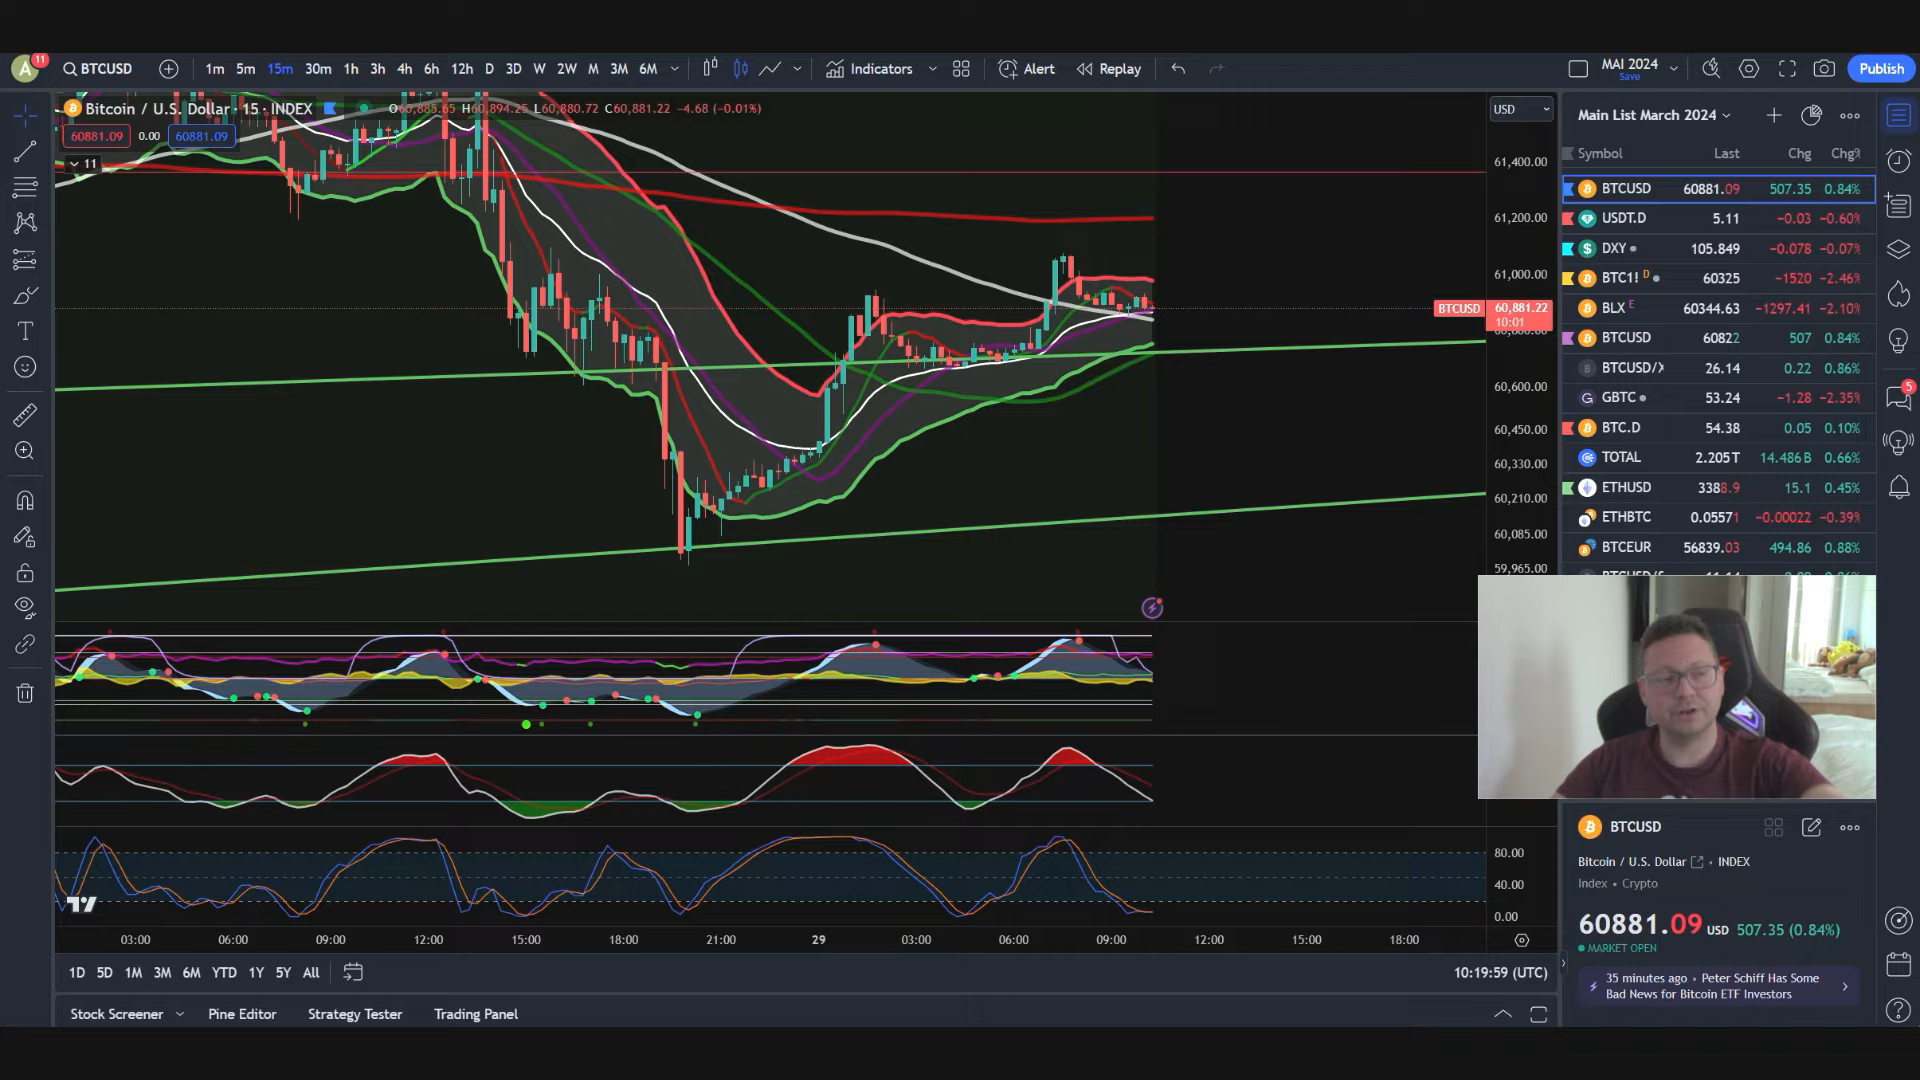 A 11 BTCUSD 1m 5m 15m 30m 1h 3h 4h 6h 12h D 3D W 2W M 3M 6M Indicators Alert Replay MAI 2024 Save Publish
Bitcoin / U.S. Dollar · 15 · INDEX O60,885.65 H60,894.25 L60,880.72 C60,881.22 −4.68 (−0.01%)
60881.09 0.00 60881.09
11
USD
61,400.00
61,200.00
61,000.00
BTCUSD 60,881.22
10:01
60,600.00
60,450.00
60,330.00
60,210.00
60,085.00
59,965.00
80.00
40.00
0.00
03:00 06:00 09:00 12:00 15:00 18:00 21:00 29 03:00 06:00 09:00 12:00 15:00 18:00
1D 5D 1M 3M 6M YTD 1Y 5Y All 10:19:59 (UTC)
Stock Screener Pine Editor Strategy Tester Trading Panel
Main List March 2024
Symbol Last Chg Chg%
BTCUSD 60881.09 507.35 0.84%
USDT.D 5.11 −0.03 −0.60%
DXY 105.849 −0.078 −0.07%
BTC1! D 60325 −1520 −2.46%
BLX E 60344.63 −1297.41 −2.10%
BTCUSD 60822 507 0.84%
BTCUSD/X 26.14 0.22 0.86%
GBTC 53.24 −1.28 −2.35%
BTC.D 54.38 0.05 0.10%
TOTAL 2.205T 14.486B 0.66%
ETHUSD 3388.9 15.1 0.45%
ETHBTC 0.05571 −0.00022 −0.39%
BTCEUR 56839.03 494.86 0.88%
5
BTCUSD
Bitcoin / U.S. Dollar · INDEX
Index • Crypto
60881.09 USD 507.35 (0.84%)
MARKET OPEN
35 minutes ago • Peter Schiff Has Some
Bad News for Bitcoin ETF Investors